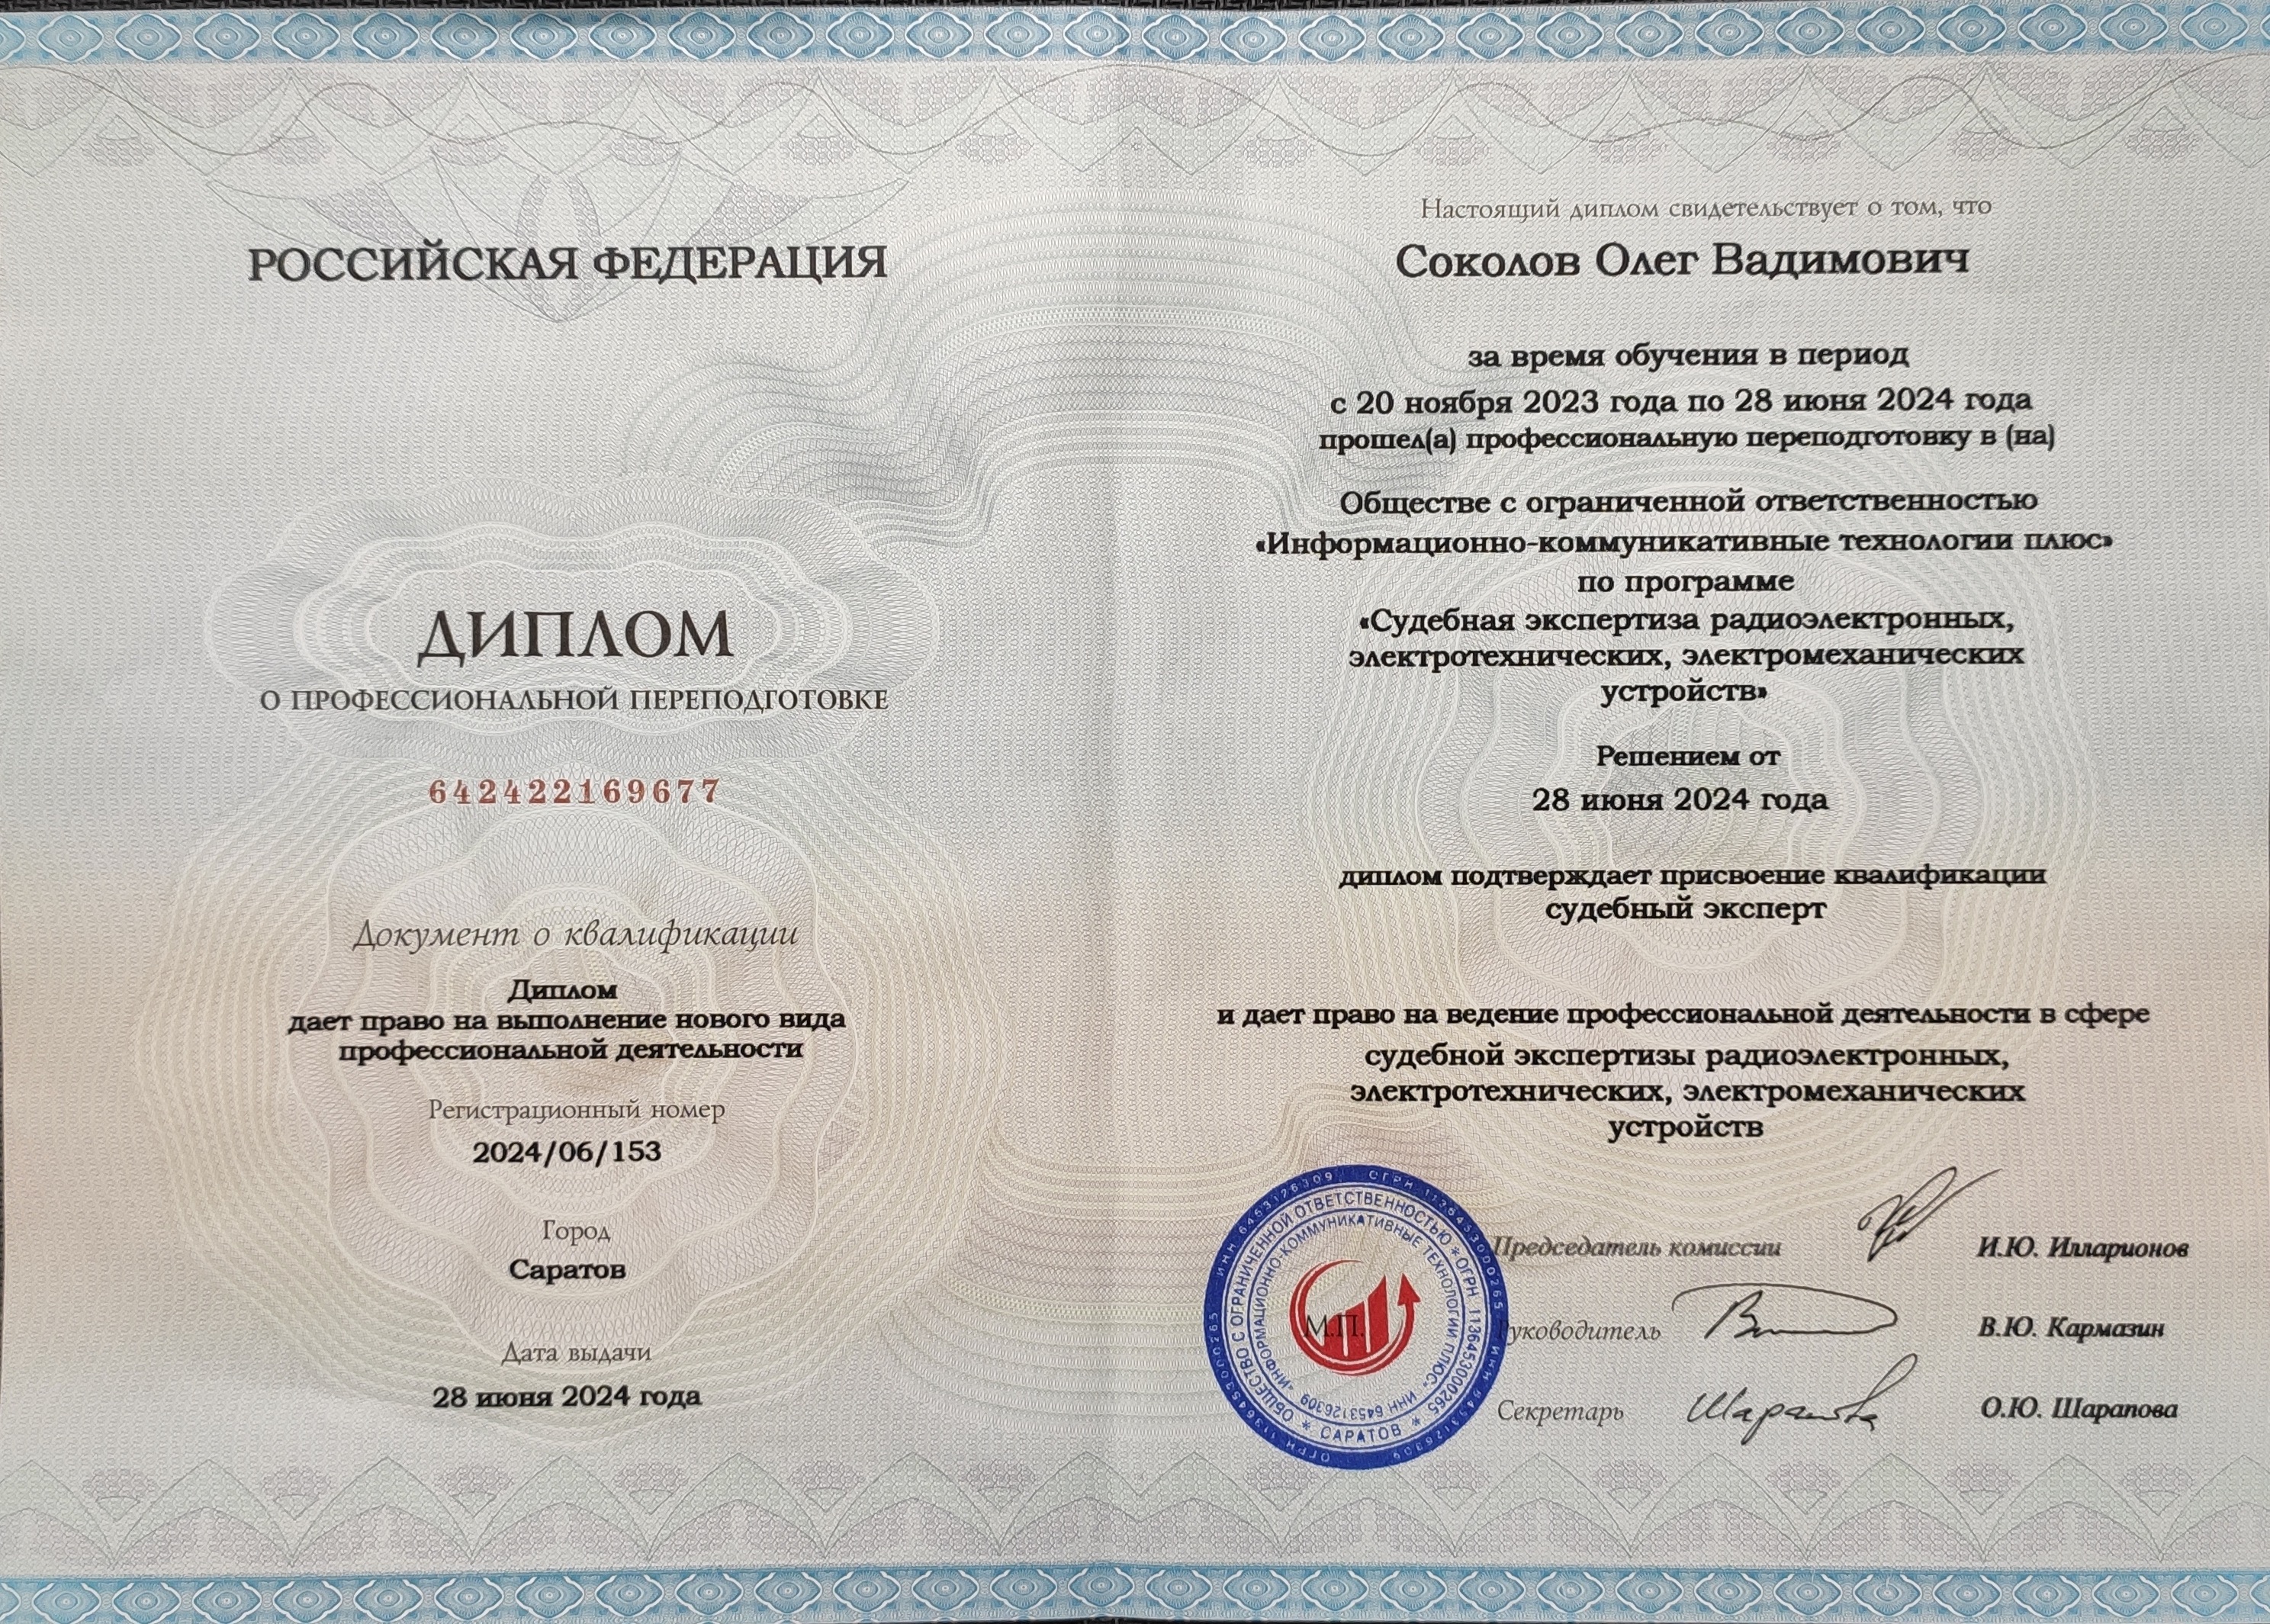 РОССИЙСКАЯ ФЕДЕРАЦИЯ
ДИПЛОМ
О ПРОФЕССИОНАЛЬНОЙ ПЕРЕПОДГОТОВКЕ
642422169677
Документ о квалификации
Диплом
дает право на выполнение нового вида
профессиональной деятельности
Регистрационный номер
2024/06/153
Город
Саратов
Дата выдачи
28 июня 2024 года
Настоящий диплом свидетельствует о том, что
Соколов Олег Вадимович
за время обучения в период
с 20 ноября 2023 года по 28 июня 2024 года
прошел(а) профессиональную переподготовку в (на)
Обществе с ограниченной ответственностью
«Информационно-коммуникативные технологии плюс»
по программе
«Судебная экспертиза радиоэлектронных,
электротехнических, электромеханических
устройств»
Решением от
28 июня 2024 года
диплом подтверждает присвоение квалификации
судебный эксперт
и дает право на ведение профессиональной деятельности в сфере
судебной экспертизы радиоэлектронных,
электротехнических, электромеханических
устройств
Председатель комиссии И.Ю. Илларионов
Руководитель В.Ю. Кармазин
Секретарь Шарапова О.Ю. Шарапова
М.П.
ОГРН 1136453000265 ИНН 6453126309
ОБЩЕСТВО С ОГРАНИЧЕННОЙ ОТВЕТСТВЕННОСТЬЮ * ОГРН 1136453000265 * САРАТОВ *
«ИНФОРМАЦИОННО-КОММУНИКАТИВНЫЕ ТЕХНОЛОГИИ ПЛЮС» ИНН 6453126309